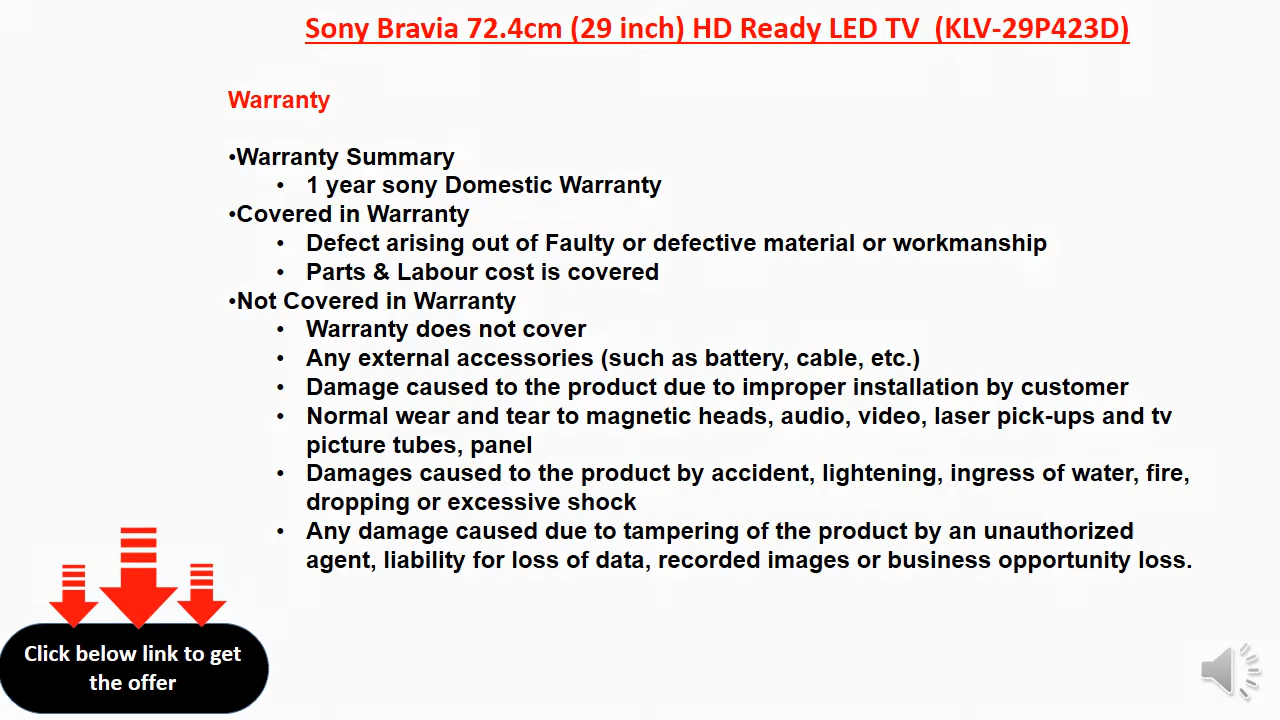 Sony Bravia 72.4cm (29 inch) HD Ready LED TV  (KLV-29P423D)
Warranty
•Warranty Summary
• 1 year sony Domestic Warranty
•Covered in Warranty
• Defect arising out of Faulty or defective material or workmanship
• Parts & Labour cost is covered
•Not Covered in Warranty
• Warranty does not cover
• Any external accessories (such as battery, cable, etc.)
• Damage caused to the product due to improper installation by customer
• Normal wear and tear to magnetic heads, audio, video, laser pick-ups and tv
picture tubes, panel
• Damages caused to the product by accident, lightening, ingress of water, fire,
dropping or excessive shock
• Any damage caused due to tampering of the product by an unauthorized
agent, liability for loss of data, recorded images or business opportunity loss.
Click below link to get
the offer